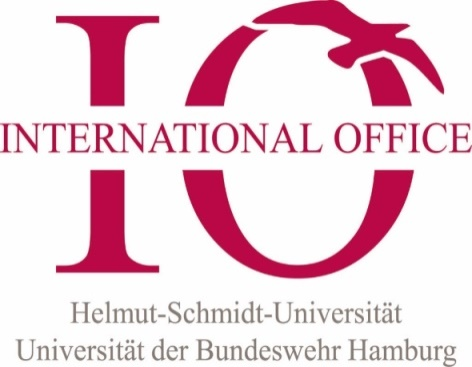 IO
INTERNATIONAL OFFICE
Helmut-Schmidt-Universität
Universität der Bundeswehr Hamburg